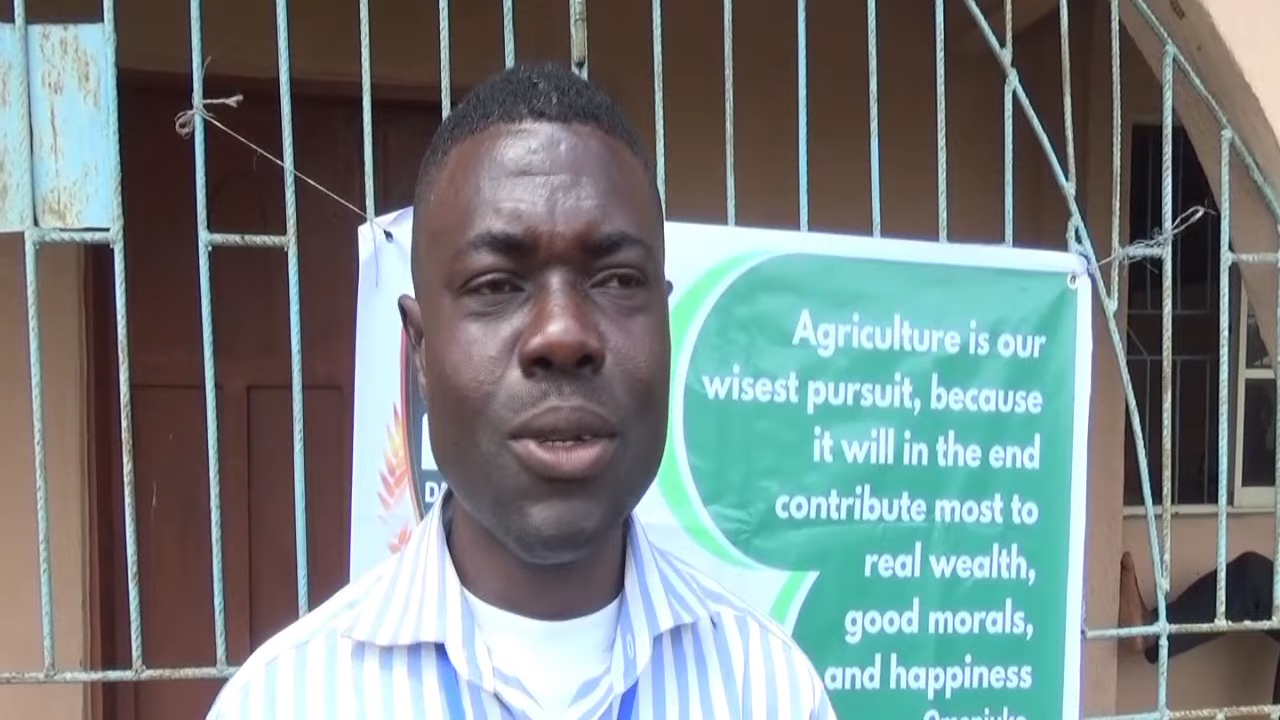 Agriculture is our
wisest pursuit, because
it will in the end
contribute most to
real wealth,
good morals,
and happiness